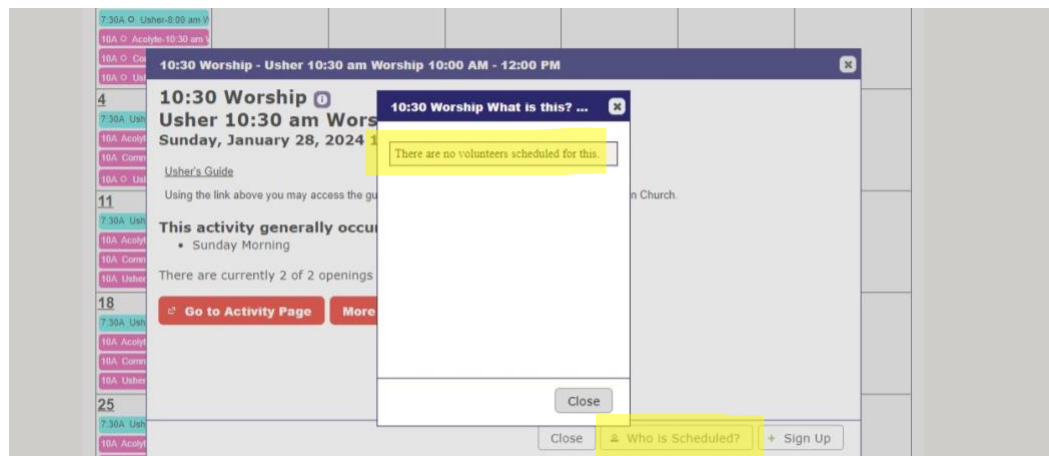 7:30A Usher-8:00 am W
10A Acolyte-10:30 am
10A
10A
10:30 Worship - Usher 10:30 am Worship 10:00 AM - 12:00 PM
10:30 Worship
Usher 10:30 am Wors
Sunday, January 28, 2024 1
Usher's Guide
Using the link above you may access the gu
n Church.
This activity generally occu
• Sunday Morning
There are currently 2 of 2 openings
Go to Activity Page
More
10:30 Worship What is this? ...
There are no volunteers scheduled for this.
Close
Close
Who is Scheduled?
+ Sign Up
4
7:30A Ush
10A Acolyt
10A Comm
10A Ush
11
7:30A Ush
10A Acolyt
10A Comm
10A Usher
18
7:30A Ush
10A Acolyt
10A Comm
10A Usher
25
7:30A Ush
10A Acolyt